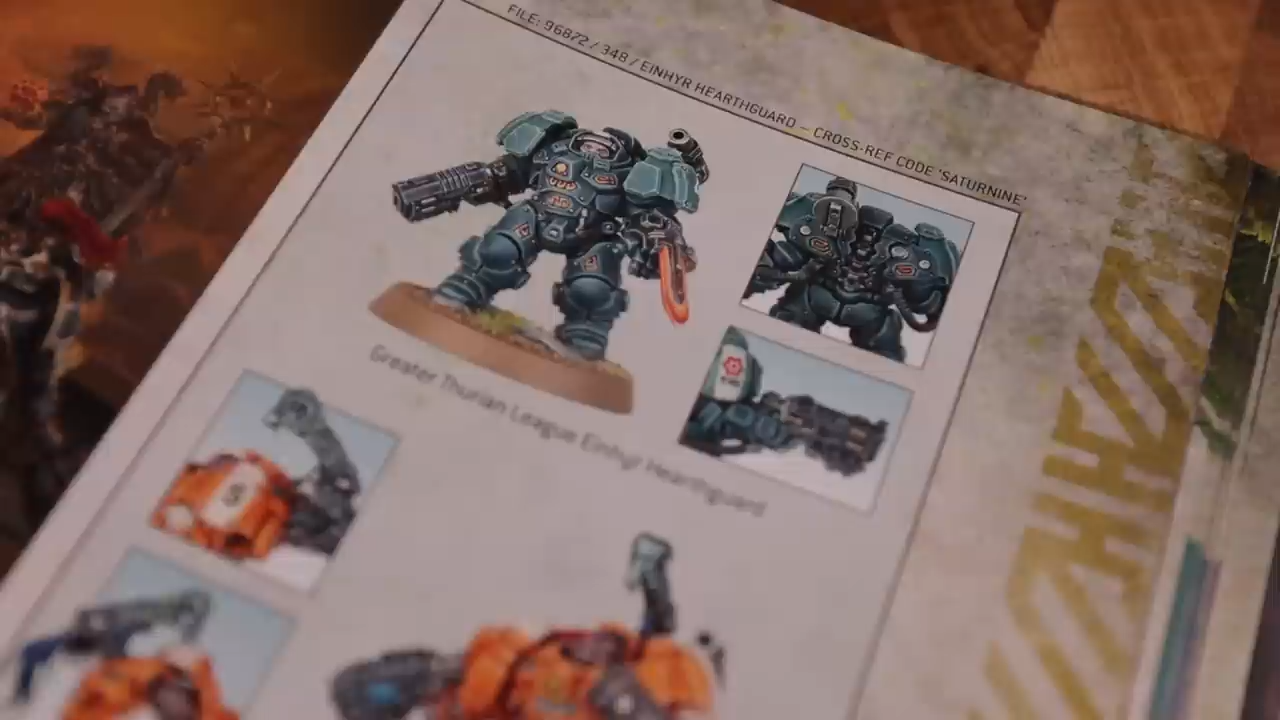 FILE: 96872 / 348 / EINHYR HEARTHGUARD – CROSS-REF CODE 'SATURNINE'
Greater Thurian League Einhyr Hearthguard